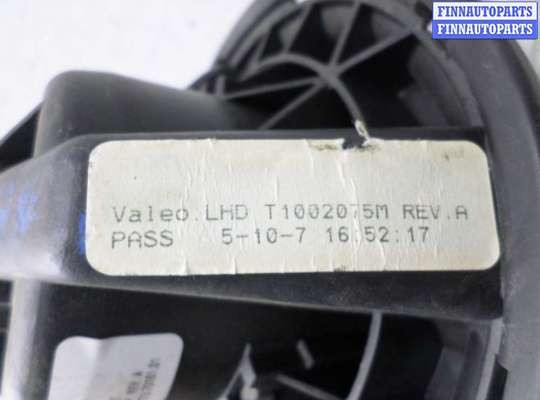 FINNAUTOPARTS
FINNAUTOPARTS
Valeo. LHD T1002075M REV.A
PASS 5-10-7 16:52:17